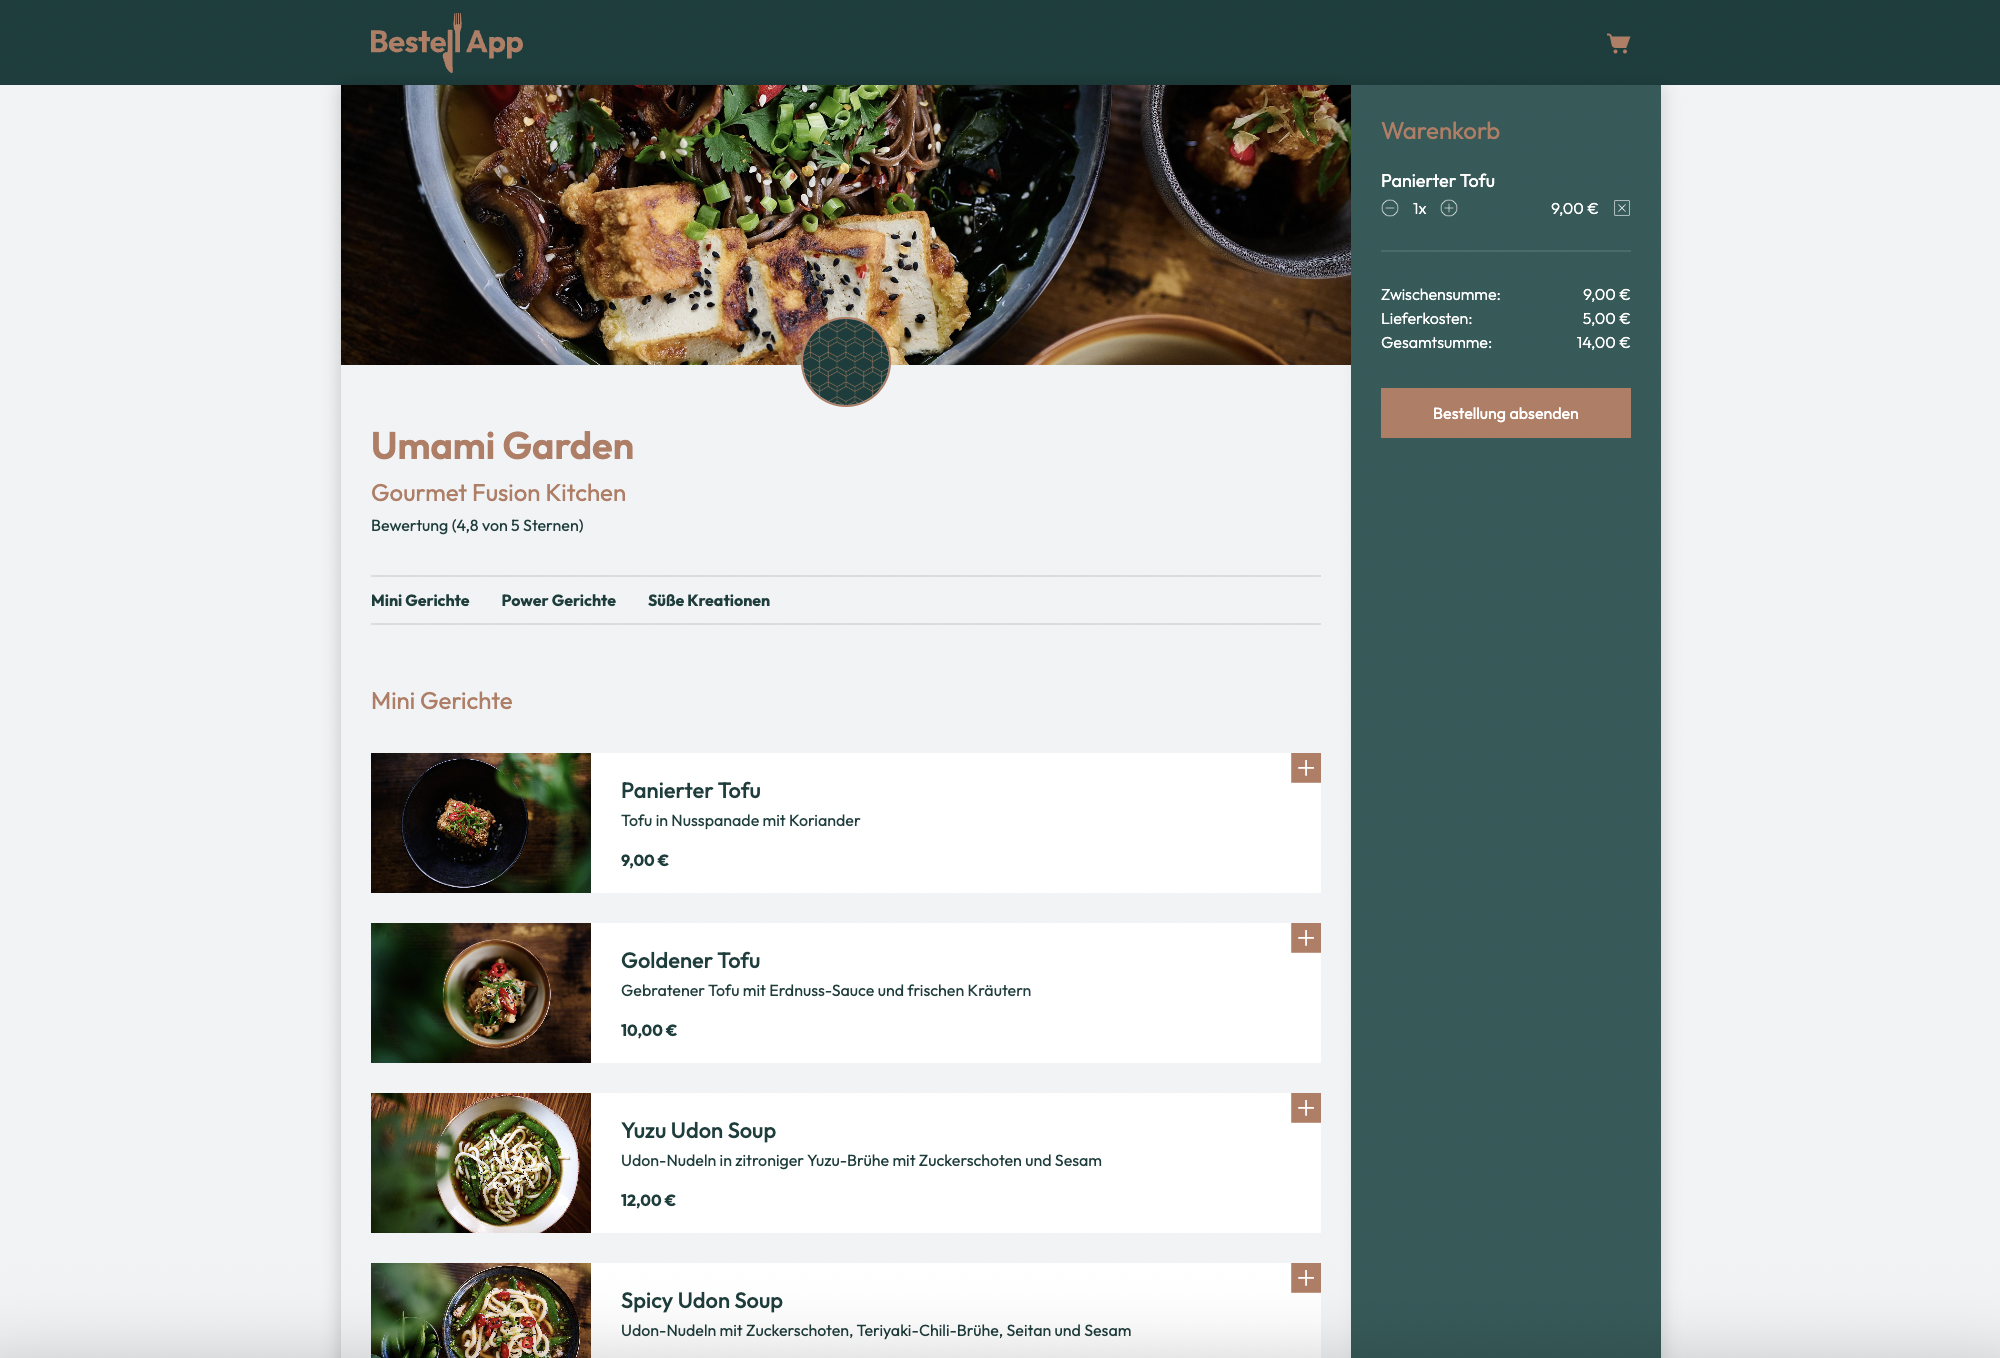 Bestell App
Warenkorb
Panierter Tofu
1x 9,00 €
Zwischensumme: 9,00 €
Lieferkosten: 5,00 €
Gesamtsumme: 14,00 €
Bestellung absenden
Umami Garden
Gourmet Fusion Kitchen
Bewertung (4,8 von 5 Sternen)
Mini Gerichte Power Gerichte Süße Kreationen
Mini Gerichte
Panierter Tofu
Tofu in Nusspanade mit Koriander
9,00 €
Goldener Tofu
Gebratener Tofu mit Erdnuss-Sauce und frischen Kräutern
10,00 €
Yuzu Udon Soup
Udon-Nudeln in zitroniger Yuzu-Brühe mit Zuckerschoten und Sesam
12,00 €
Spicy Udon Soup
Udon-Nudeln mit Zuckerschoten, Teriyaki-Chili-Brühe, Seitan und Sesam